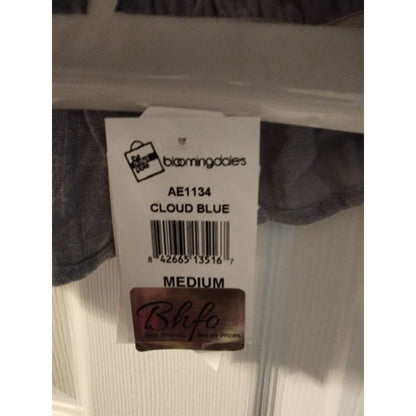 bloomingdale's
AE1134
CLOUD BLUE
8 42665 13516 7
MEDIUM
Bhfo
Best Brands. Better Prices.